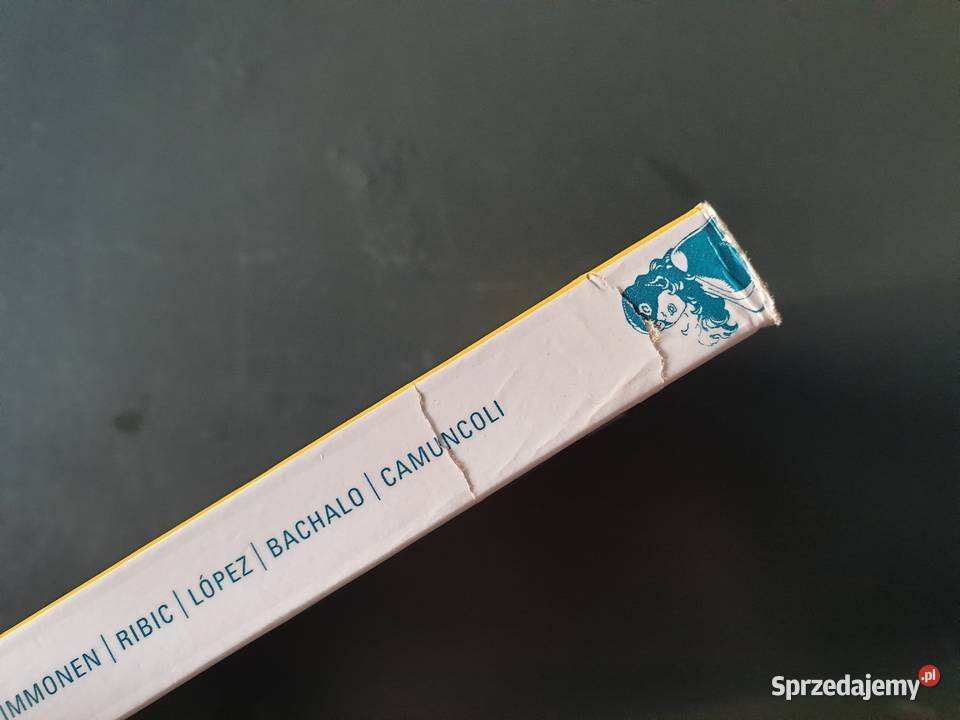 IMMONEN | RIBIC | LÓPEZ | BACHALO | CAMUNCOLI
Sprzedajemy.pl